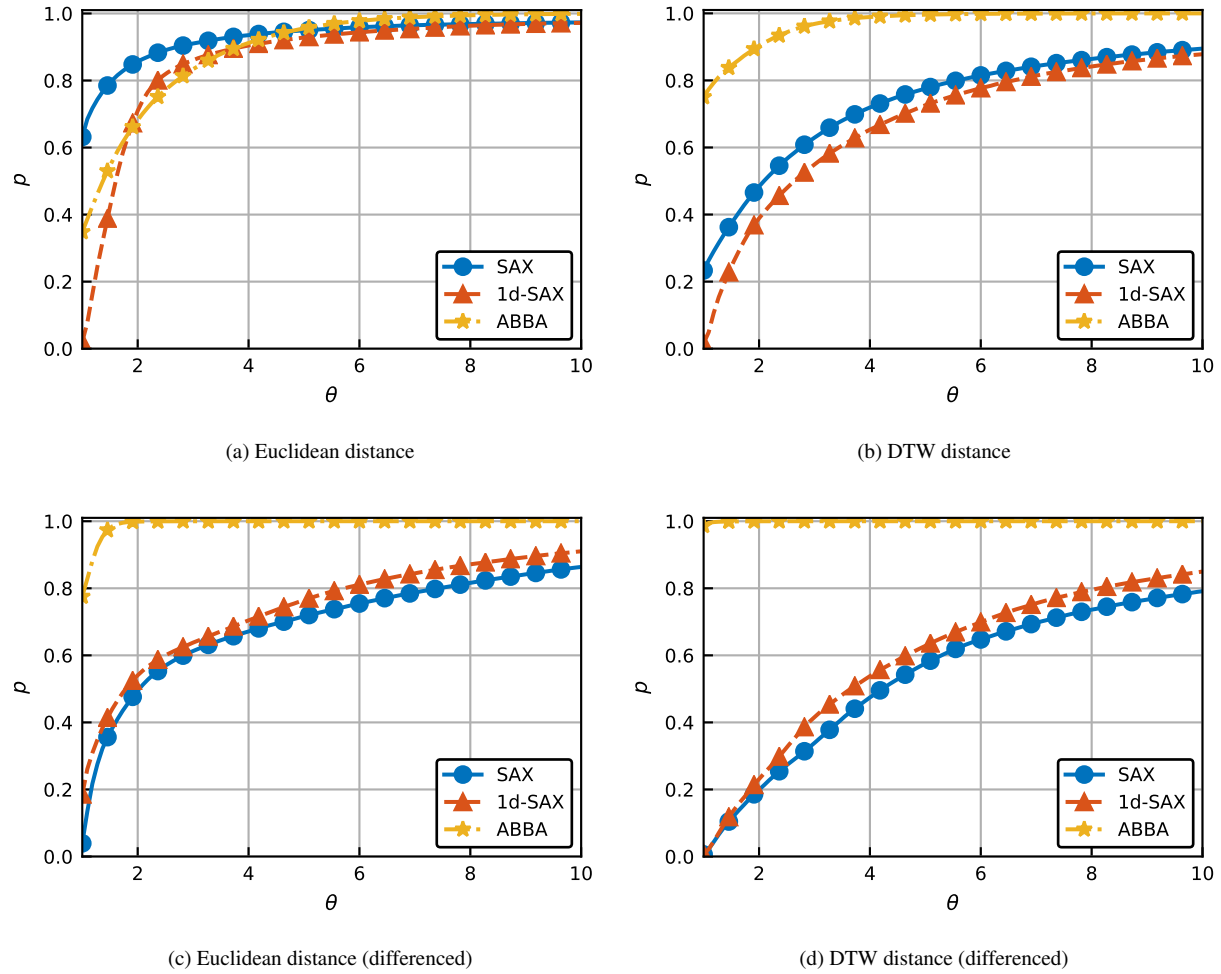 1.0
0.8
0.6
0.4
0.2
0.0
p
2 4 6 8 10
θ
SAX
1d-SAX
ABBA
(a) Euclidean distance
1.0
0.8
0.6
0.4
0.2
0.0
p
2 4 6 8 10
θ
SAX
1d-SAX
ABBA
(b) DTW distance
1.0
0.8
0.6
0.4
0.2
0.0
p
2 4 6 8 10
θ
SAX
1d-SAX
ABBA
(c) Euclidean distance (differenced)
1.0
0.8
0.6
0.4
0.2
0.0
p
2 4 6 8 10
θ
SAX
1d-SAX
ABBA
(d) DTW distance (differenced)